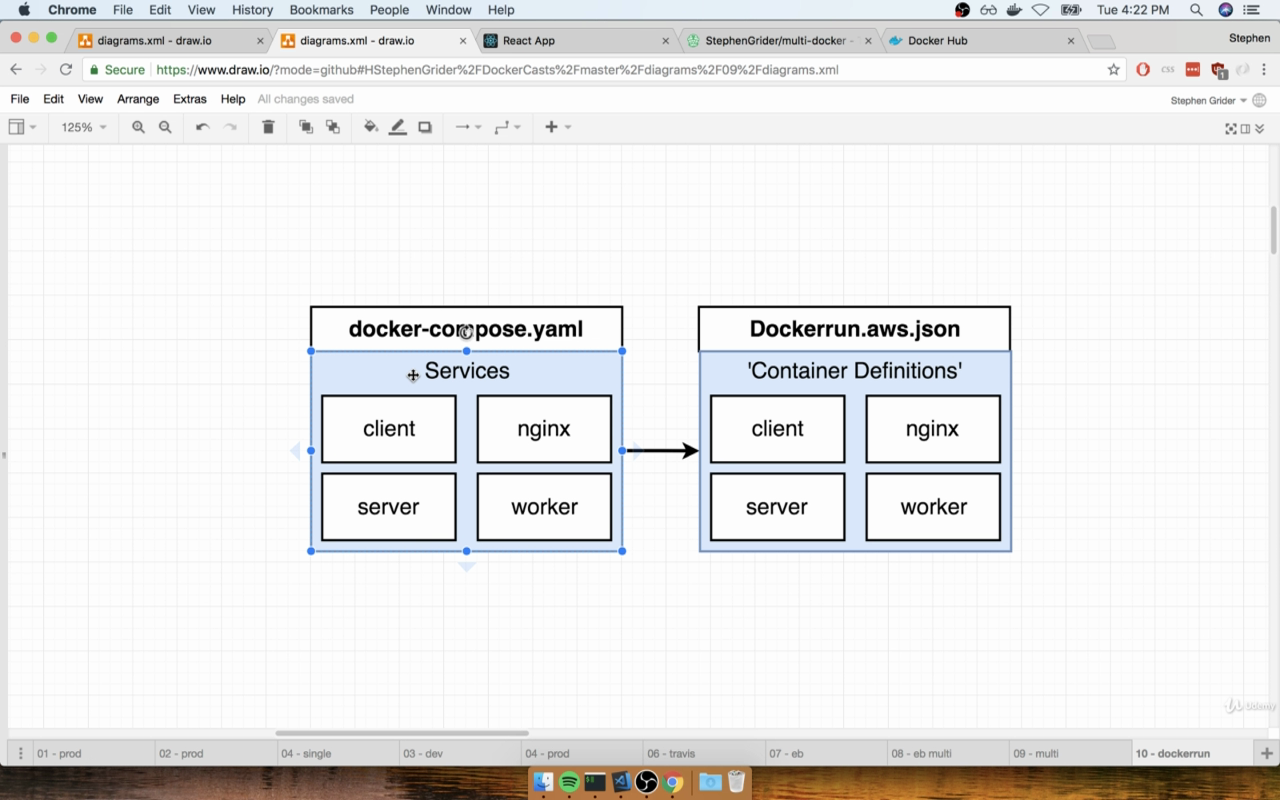 Chrome File Edit View History Bookmarks People Window Help Tue 4:22 PM
diagrams.xml - draw.io diagrams.xml - draw.io React App StephenGrider/multi-docker - Docker Hub Stephen
Secure https://www.draw.io/?mode=github#HStephenGrider%2FDockerCasts%2Fmaster%2Fdiagrams%2F09%2Fdiagrams.xml css 1
File Edit View Arrange Extras Help All changes saved Stephen Grider
125%
docker-compose.yaml
Services
client nginx
server worker
Dockerrun.aws.json
'Container Definitions'
client nginx
server worker
Udemy
01 - prod 02 - prod 04 - single 03 - dev 04 - prod 06 - travis 07 - eb 08 - eb multi 09 - multi 10 - dockerrun